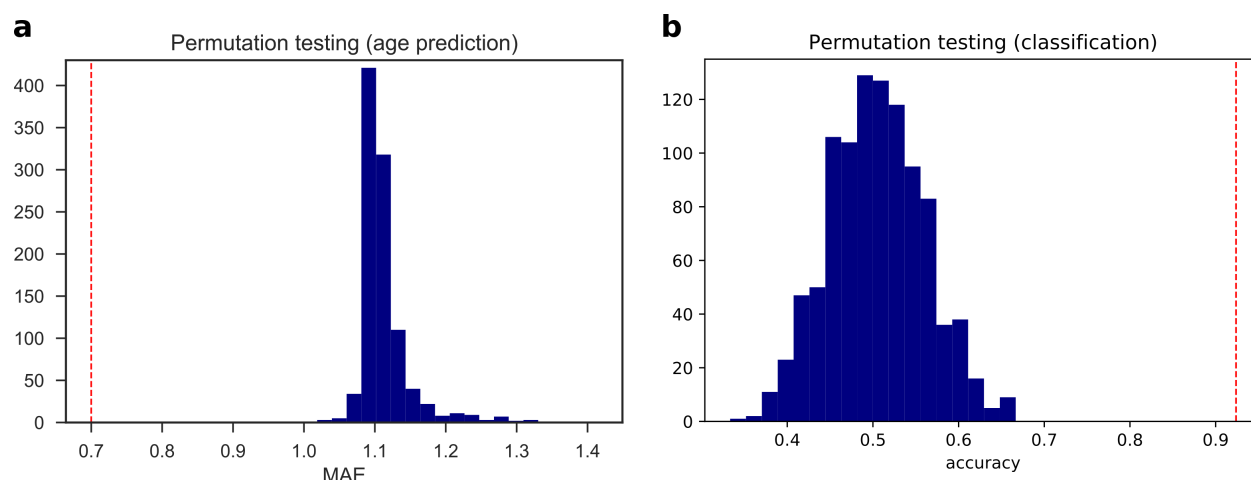 a
Permutation testing (age prediction)
400
350
300
250
200
150
100
50
0
0.7 0.8 0.9 1.0 1.1 1.2 1.3 1.4
MAE
b
Permutation testing (classification)
120
100
80
60
40
20
0
0.4 0.5 0.6 0.7 0.8 0.9
accuracy